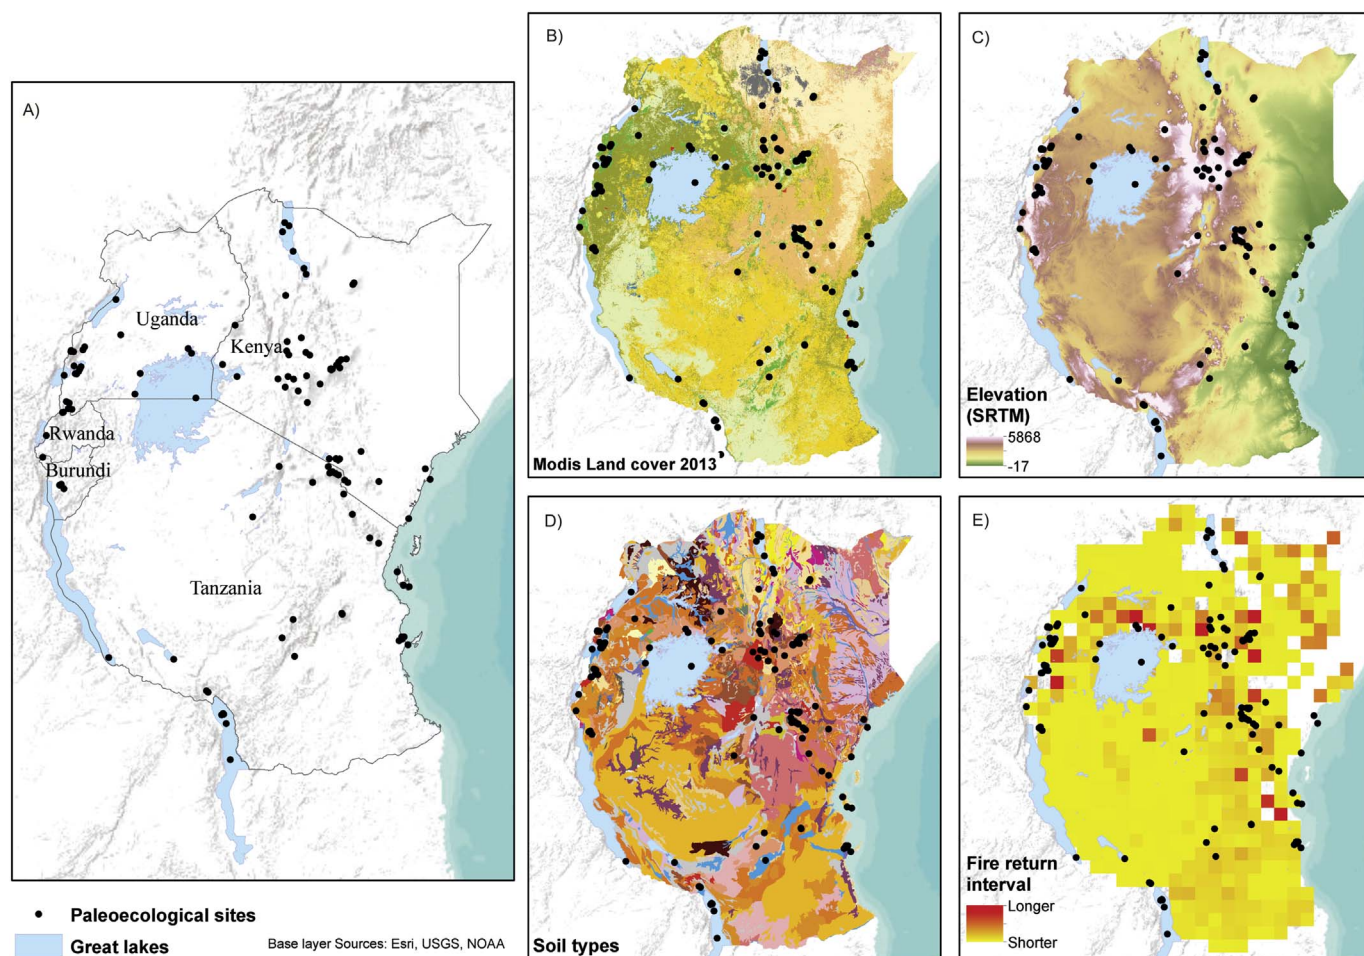 A)
Uganda
Kenya
Rwanda
Burundi
Tanzania
Paleoecological sites
Great lakes
Base layer Sources: Esri, USGS, NOAA
B)
Modis Land cover 2013
C)
Elevation
(SRTM)
5868
-17
D)
Soil types
E)
Fire return
interval
Longer
Shorter